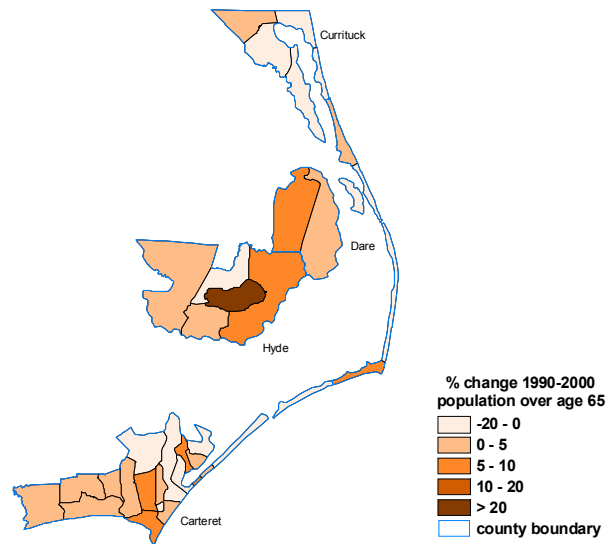 Currituck
Dare
Hyde
Carteret
% change 1990-2000
population over age 65
-20 - 0
0 - 5
5 - 10
10 - 20
> 20
county boundary